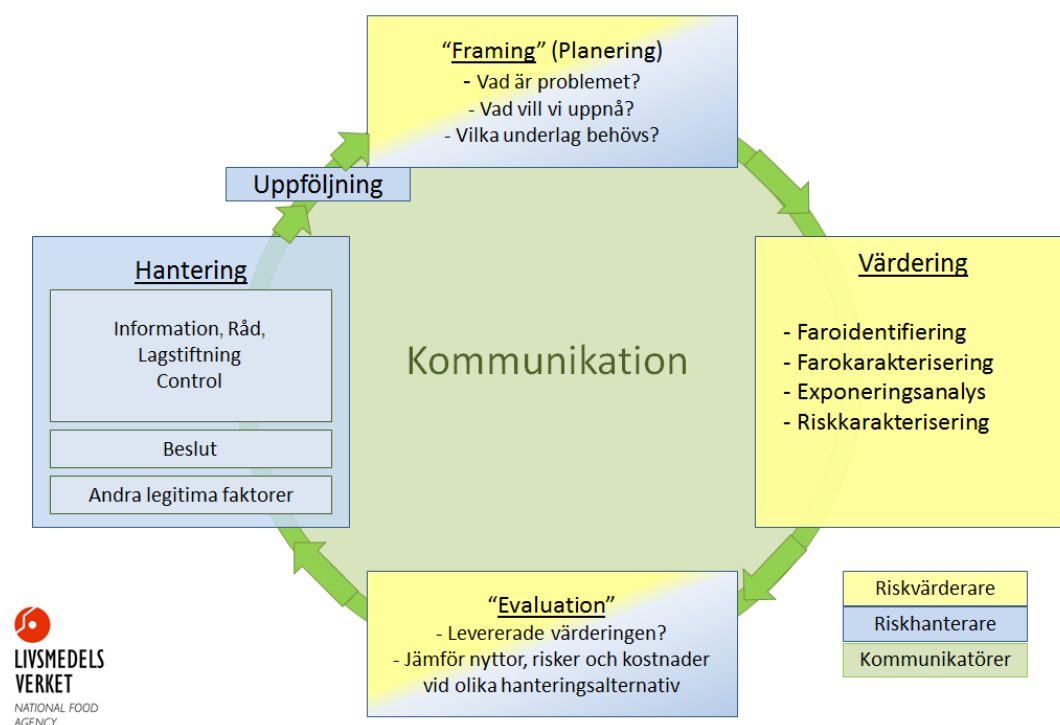 “Framing” (Planering)
- Vad är problemet?
- Vad vill vi uppnå?
- Vilka underlag behövs?
Uppföljning
Hantering
Information, Råd,
Lagstiftning
Control
Beslut
Andra legitima faktorer
Kommunikation
Värdering
- Faroidentifiering
- Farokarakterisering
- Exponeringsanalys
- Riskkarakterisering
“Evaluation”
- Levererade värderingen?
- Jämför nyttor, risker och kostnader
vid olika hanteringsalternativ
Riskvärderare
Riskhanterare
Kommunikatörer
LIVSMEDELS
VERKET
NATIONAL FOOD
AGENCY